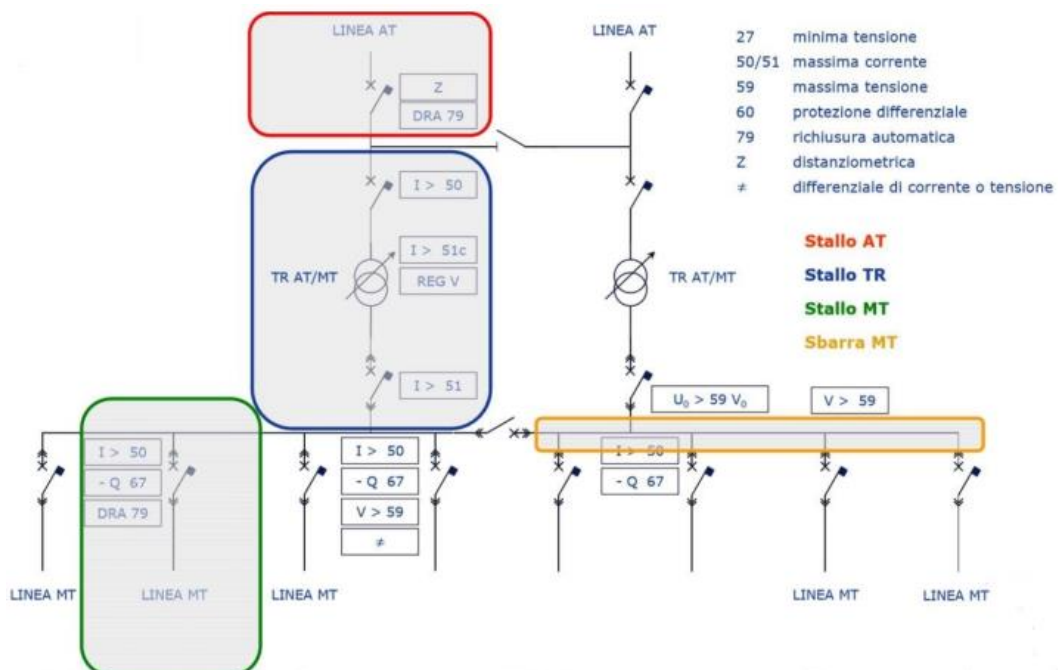 LINEA AT
LINEA AT
Z
DRA 79
27 minima tensione
50/51 massima corrente
59 massima tensione
60 protezione differenziale
79 richiusura automatica
Z distanziometrica
≠ differenziale di corrente o tensione
I > 50
I > 51c
REG V
TR AT/MT
TR AT/MT
I > 51
Stallo AT
Stallo TR
Stallo MT
Sbarra MT
U₀ > 59 V₀
V > 59
I > 50
- Q 67
DRA 79
I > 50
- Q 67
V > 59
≠
I > 50
- Q 67
LINEA MT
LINEA MT
LINEA MT
LINEA MT
LINEA MT